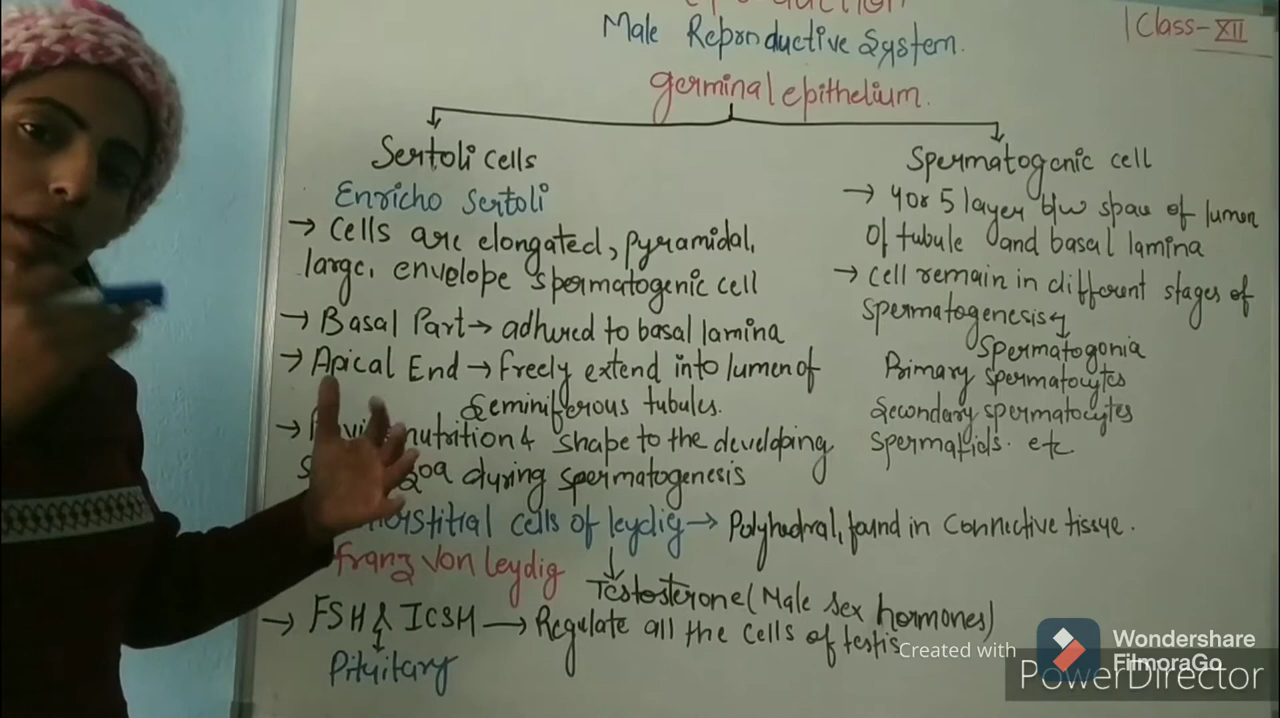 Male Reproductive System.
Class-XII
germinal epithelium.
Sertoli cells
Enricho Sertoli
→ Cells are elongated, pyramidal,
large, envelope spermatogenic cell
→ Basal Part → adhered to basal lamina
→ Apical End → Freely extend into lumen of
Seminiferous tubules.
→ nutrition & shape to the developing
during spermatogenesis
Spermatogenic cell
→ 4 or 5 layer b/w space of lumen
of tubule and basal lamina
→ cell remain in different stages of
spermatogenesis
Spermatogonia
Primary spermatocytes
Secondary spermatocytes
spermatids. etc
cells of leydig → Polyhedral, found in Connective tissue.
Franz Von Leydig
Testosterone (Male sex hormones)
→ FSH & ICSH → Regulate all the cells of testis
Pituitary
Created with
Wondershare
FilmoraGo
PowerDirector